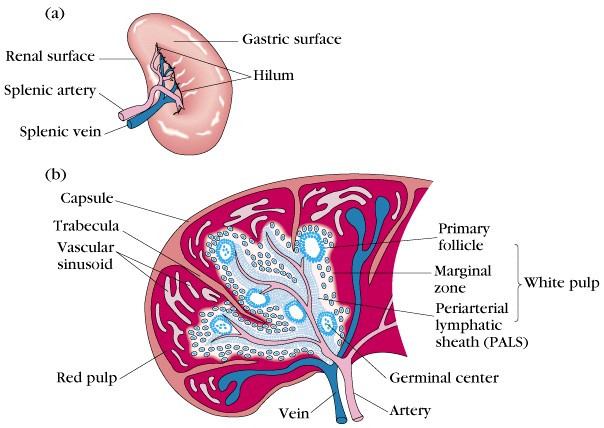 (a)
Gastric surface
Renal surface
Hilum
Splenic artery
Splenic vein
(b)
Capsule
Trabecula
Vascular
sinusoid
Primary
follicle
Marginal
zone
White pulp
Periarterial
lymphatic
sheath (PALS)
Red pulp
Germinal center
Vein
Artery